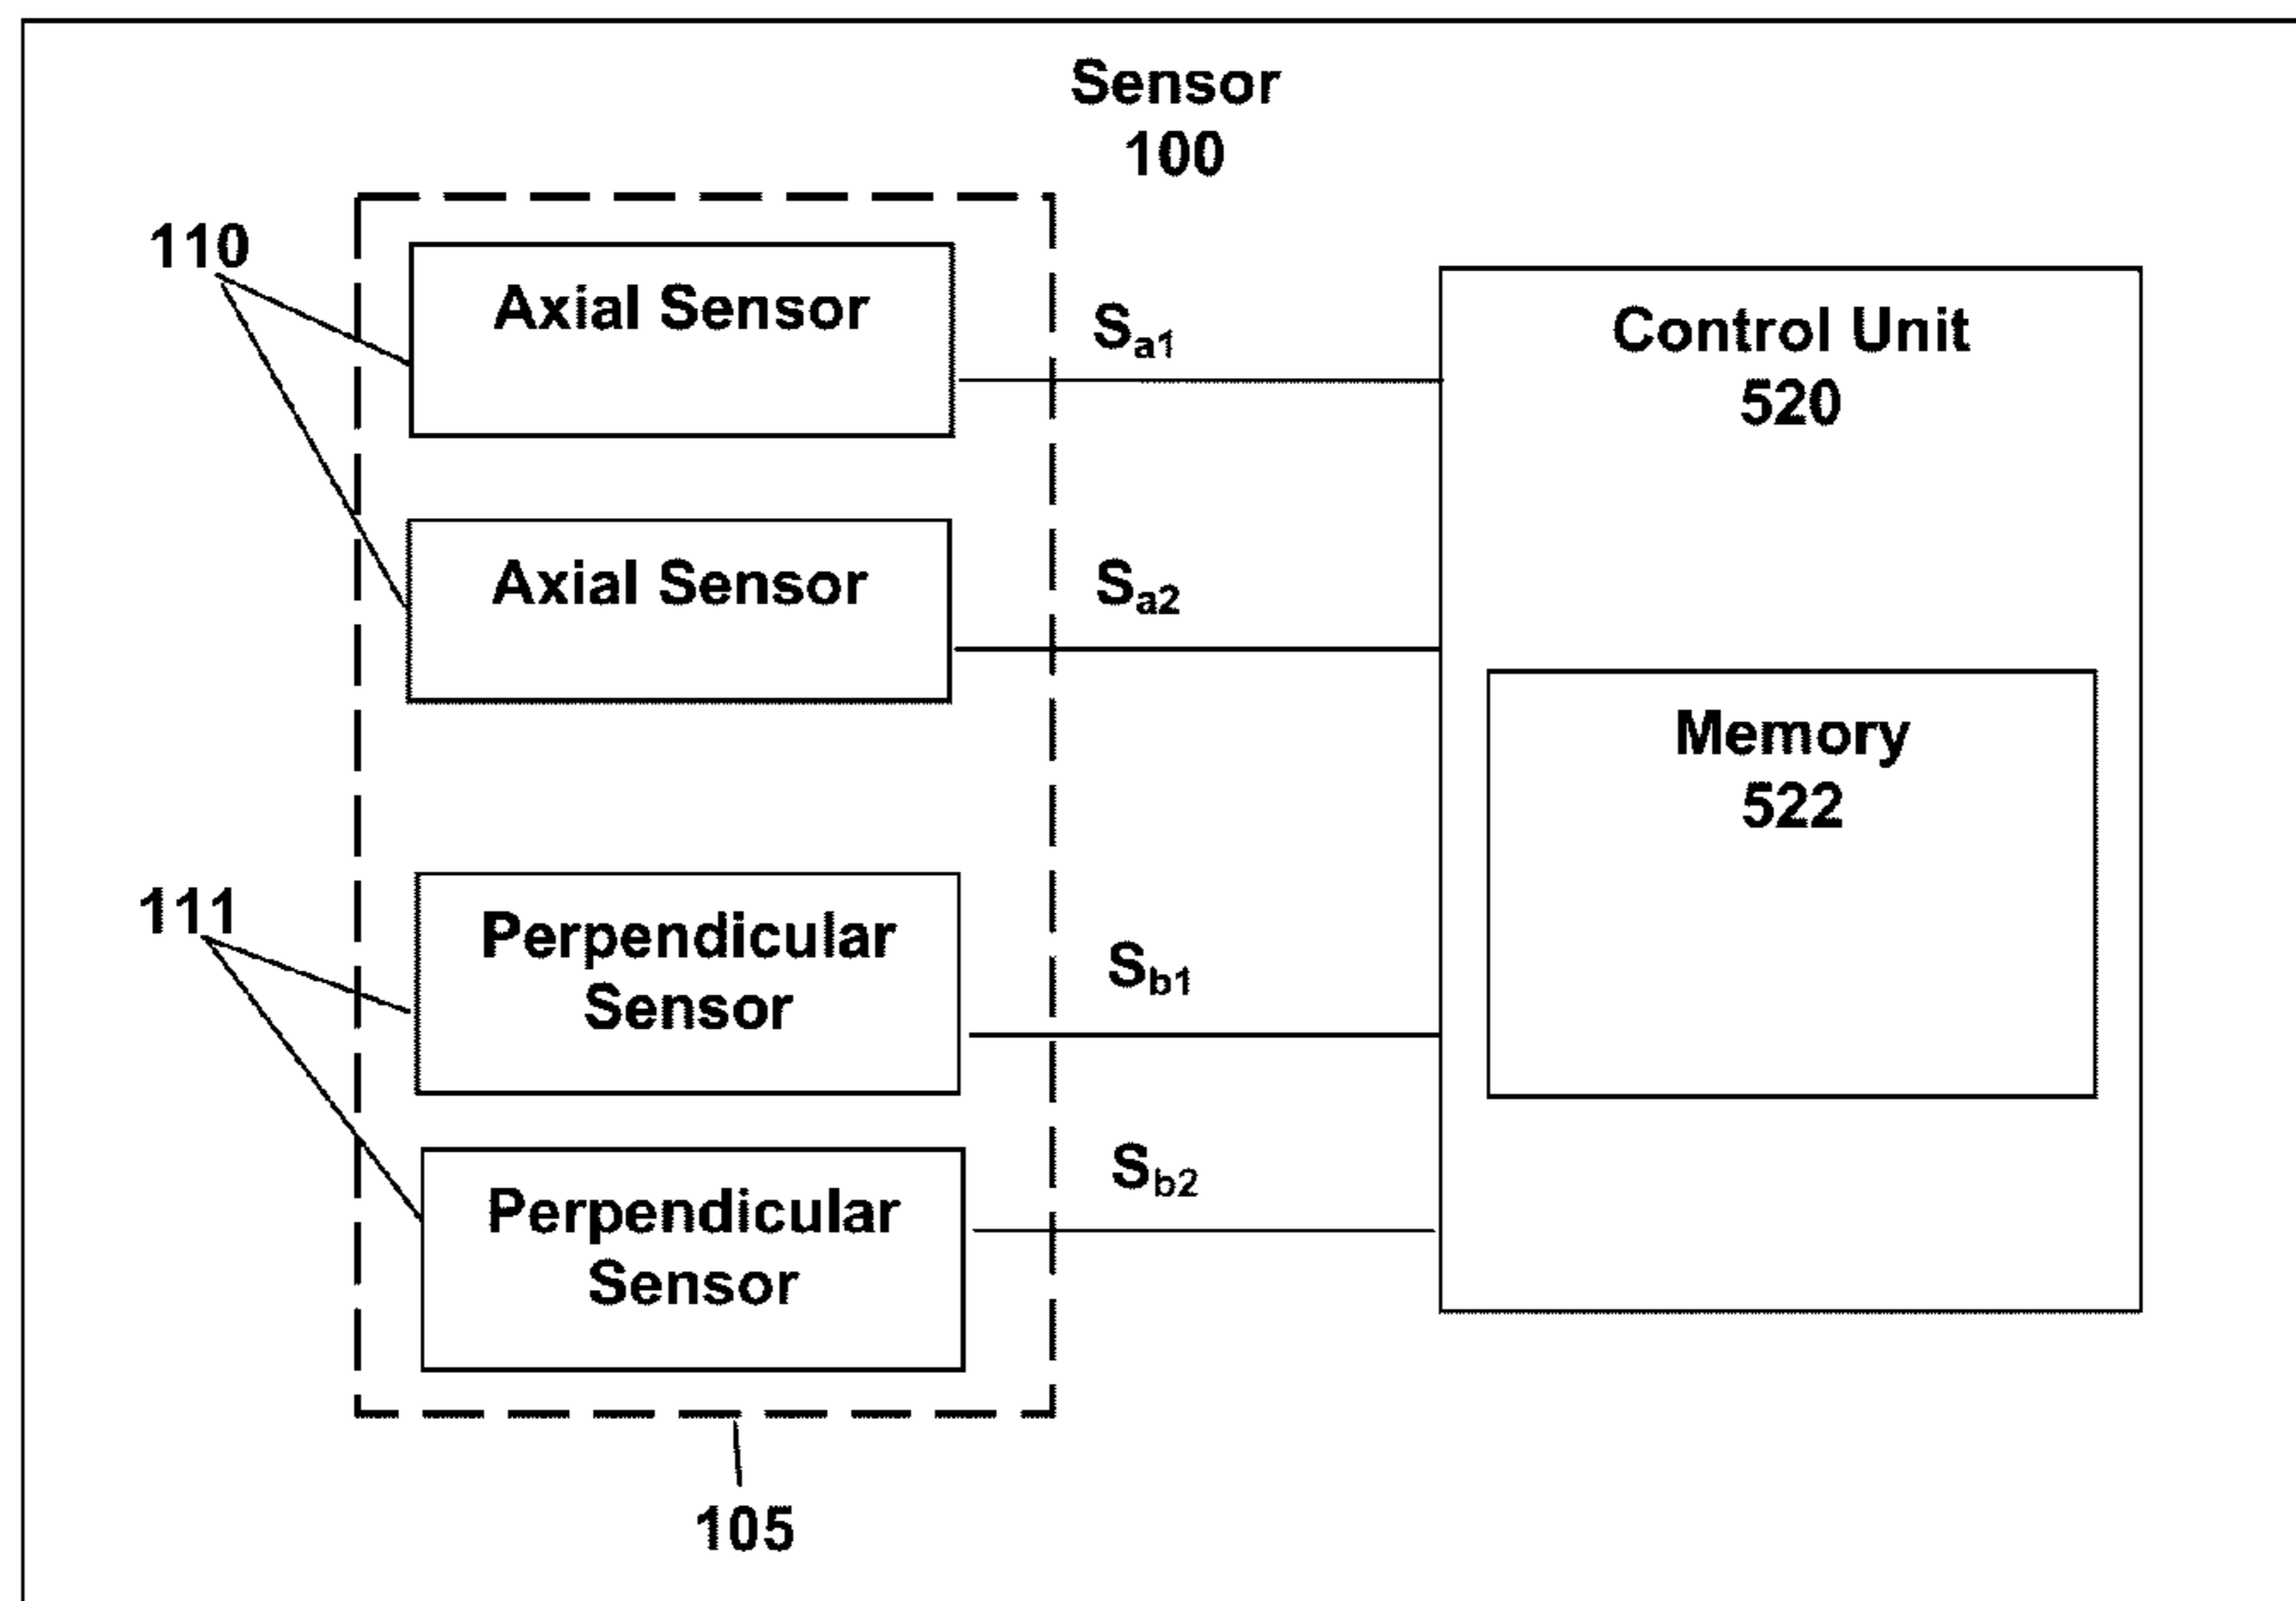 Sensor
100
110
Axial Sensor
Sa1
Control Unit
520
Axial Sensor
Sa2
Memory
522
111
Perpendicular
Sensor
Sb1
Perpendicular
Sensor
Sb2
105